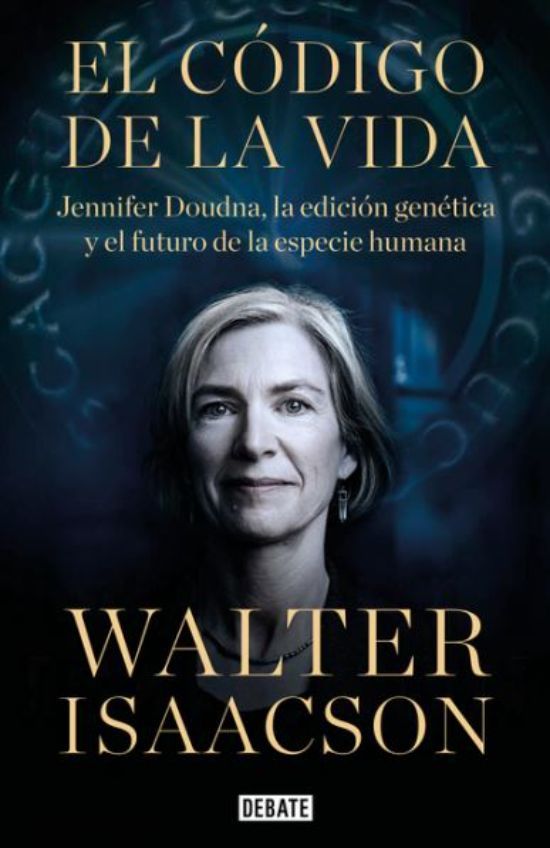 EL CÓDIGO
DE LA VIDA
Jennifer Doudna, la edición genética
y el futuro de la especie humana
WALTER
ISAACSON
DEBATE